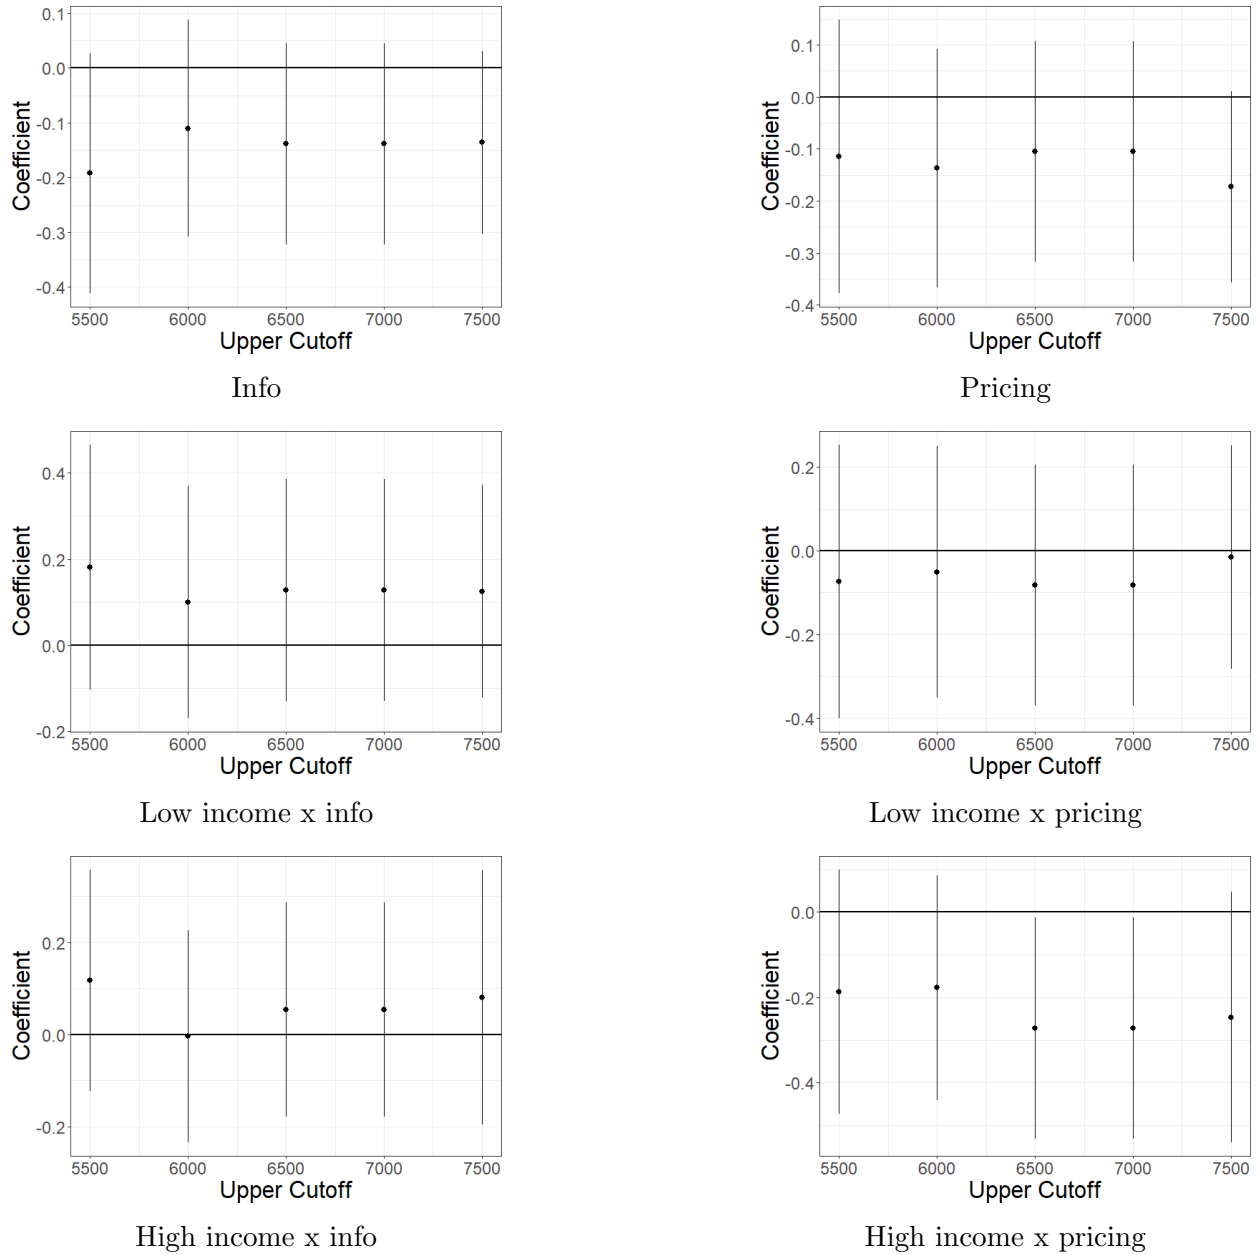 0.1
0.0
-0.1
-0.2
-0.3
-0.4
Coefficient
5500 6000 6500 7000 7500
Upper Cutoff
Info
0.1
0.0
-0.1
-0.2
-0.3
-0.4
Coefficient
5500 6000 6500 7000 7500
Upper Cutoff
Pricing
0.4
0.2
0.0
-0.2
Coefficient
5500 6000 6500 7000 7500
Upper Cutoff
Low income x info
0.2
0.0
-0.2
-0.4
Coefficient
5500 6000 6500 7000 7500
Upper Cutoff
Low income x pricing
0.2
0.0
-0.2
Coefficient
5500 6000 6500 7000 7500
Upper Cutoff
High income x info
0.0
-0.2
-0.4
Coefficient
5500 6000 6500 7000 7500
Upper Cutoff
High income x pricing